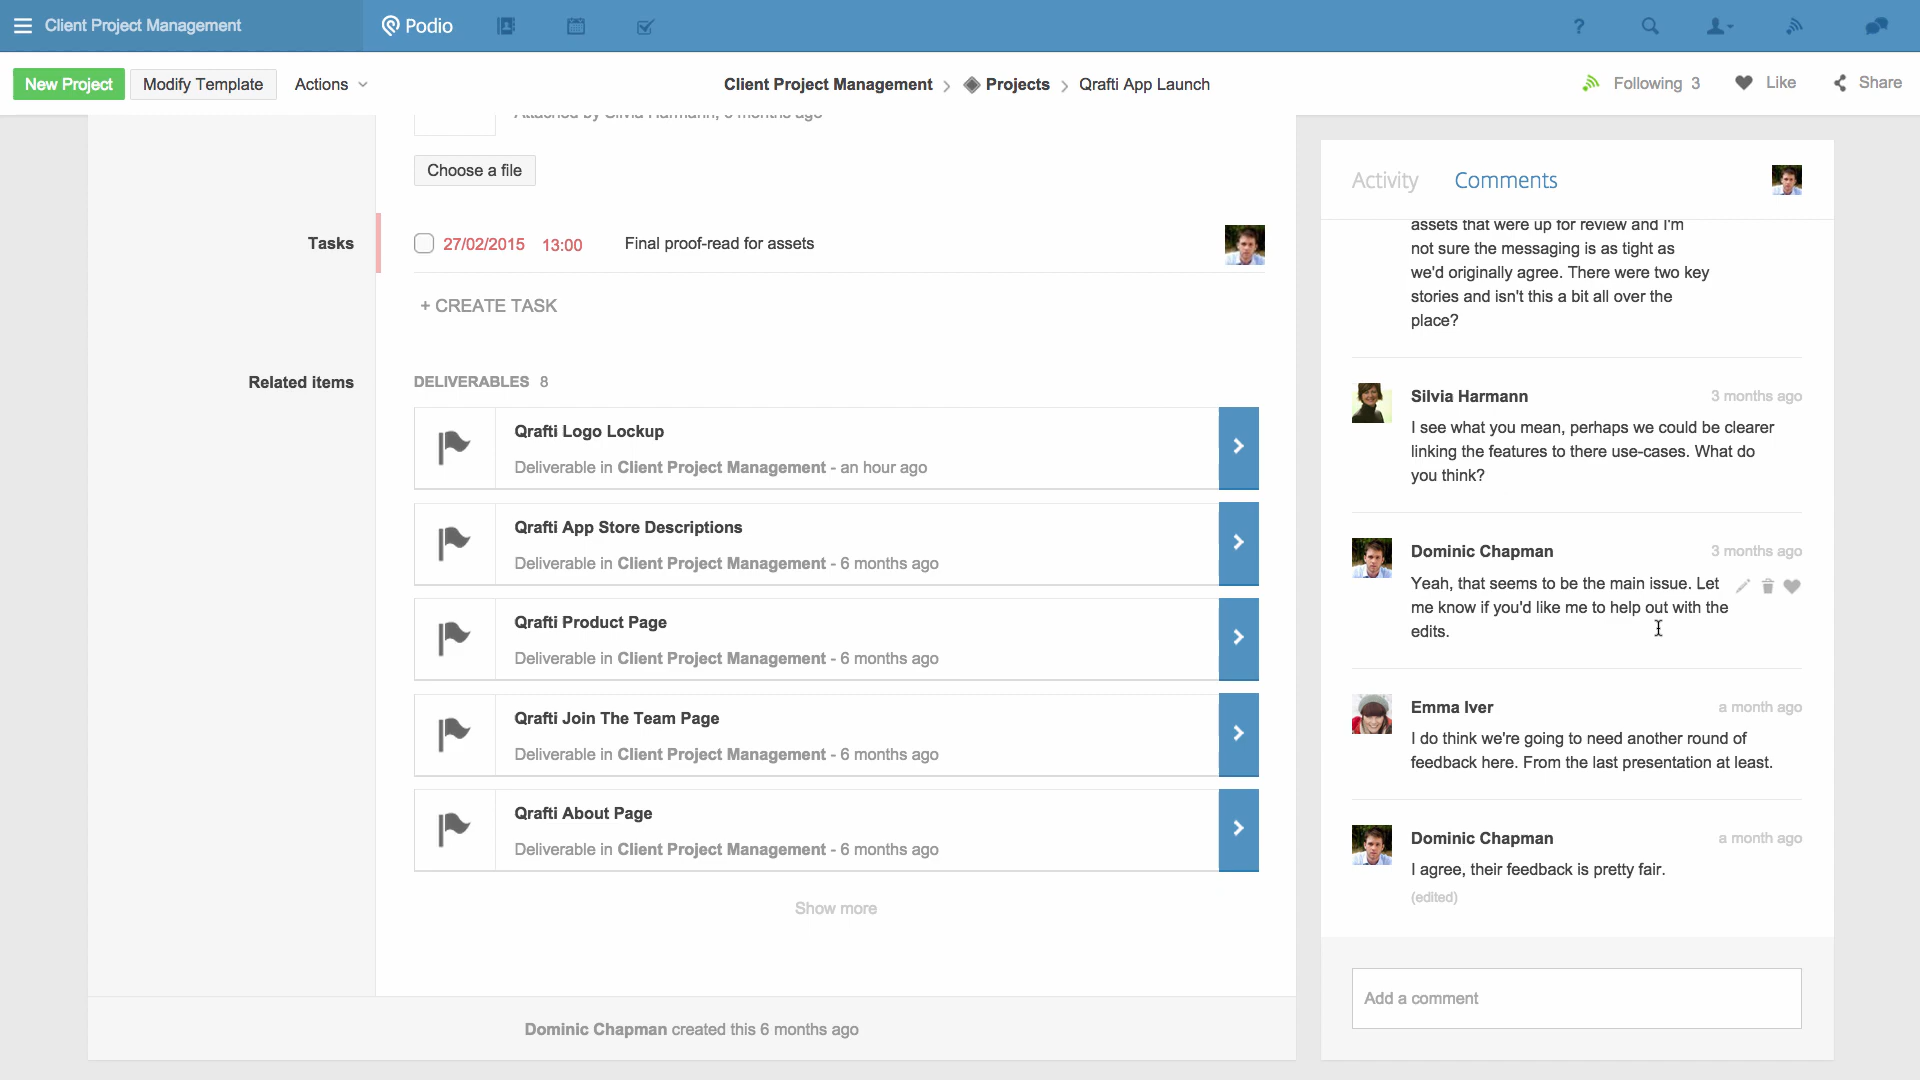 Client Project Management
Podio
?
New Project
Modify Template
Actions
Client Project Management
Projects
Qrafti App Launch
Following 3
Like
Share
Attached by Silvia Harmann, 6 months ago
Choose a file
Tasks
27/02/2015 13:00 Final proof-read for assets
+ CREATE TASK
Related items
DELIVERABLES 8
Qrafti Logo Lockup
Deliverable in Client Project Management - an hour ago
Qrafti App Store Descriptions
Deliverable in Client Project Management - 6 months ago
Qrafti Product Page
Deliverable in Client Project Management - 6 months ago
Qrafti Join The Team Page
Deliverable in Client Project Management - 6 months ago
Qrafti About Page
Deliverable in Client Project Management - 6 months ago
Show more
Dominic Chapman created this 6 months ago
Activity
Comments
assets that were up for review and I'm
not sure the messaging is as tight as
we'd originally agree. There were two key
stories and isn't this a bit all over the
place?
Silvia Harmann
3 months ago
I see what you mean, perhaps we could be clearer
linking the features to there use-cases. What do
you think?
Dominic Chapman
3 months ago
Yeah, that seems to be the main issue. Let
me know if you'd like me to help out with the
edits.
Emma Iver
a month ago
I do think we're going to need another round of
feedback here. From the last presentation at least.
Dominic Chapman
a month ago
I agree, their feedback is pretty fair.
(edited)
Add a comment